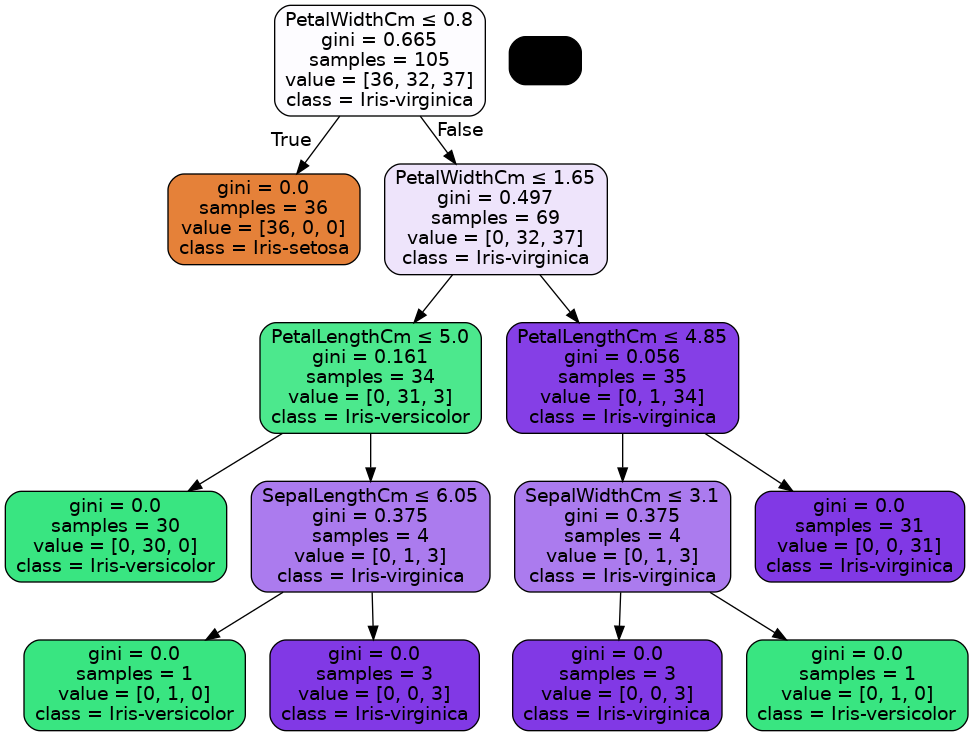 PetalWidthCm ≤ 0.8
gini = 0.665
samples = 105
value = [36, 32, 37]
class = Iris-virginica
True
False
gini = 0.0
samples = 36
value = [36, 0, 0]
class = Iris-setosa
PetalWidthCm ≤ 1.65
gini = 0.497
samples = 69
value = [0, 32, 37]
class = Iris-virginica
PetalLengthCm ≤ 5.0
gini = 0.161
samples = 34
value = [0, 31, 3]
class = Iris-versicolor
PetalLengthCm ≤ 4.85
gini = 0.056
samples = 35
value = [0, 1, 34]
class = Iris-virginica
gini = 0.0
samples = 30
value = [0, 30, 0]
class = Iris-versicolor
SepalLengthCm ≤ 6.05
gini = 0.375
samples = 4
value = [0, 1, 3]
class = Iris-virginica
SepalWidthCm ≤ 3.1
gini = 0.375
samples = 4
value = [0, 1, 3]
class = Iris-virginica
gini = 0.0
samples = 31
value = [0, 0, 31]
class = Iris-virginica
gini = 0.0
samples = 1
value = [0, 1, 0]
class = Iris-versicolor
gini = 0.0
samples = 3
value = [0, 0, 3]
class = Iris-virginica
gini = 0.0
samples = 3
value = [0, 0, 3]
class = Iris-virginica
gini = 0.0
samples = 1
value = [0, 1, 0]
class = Iris-versicolor